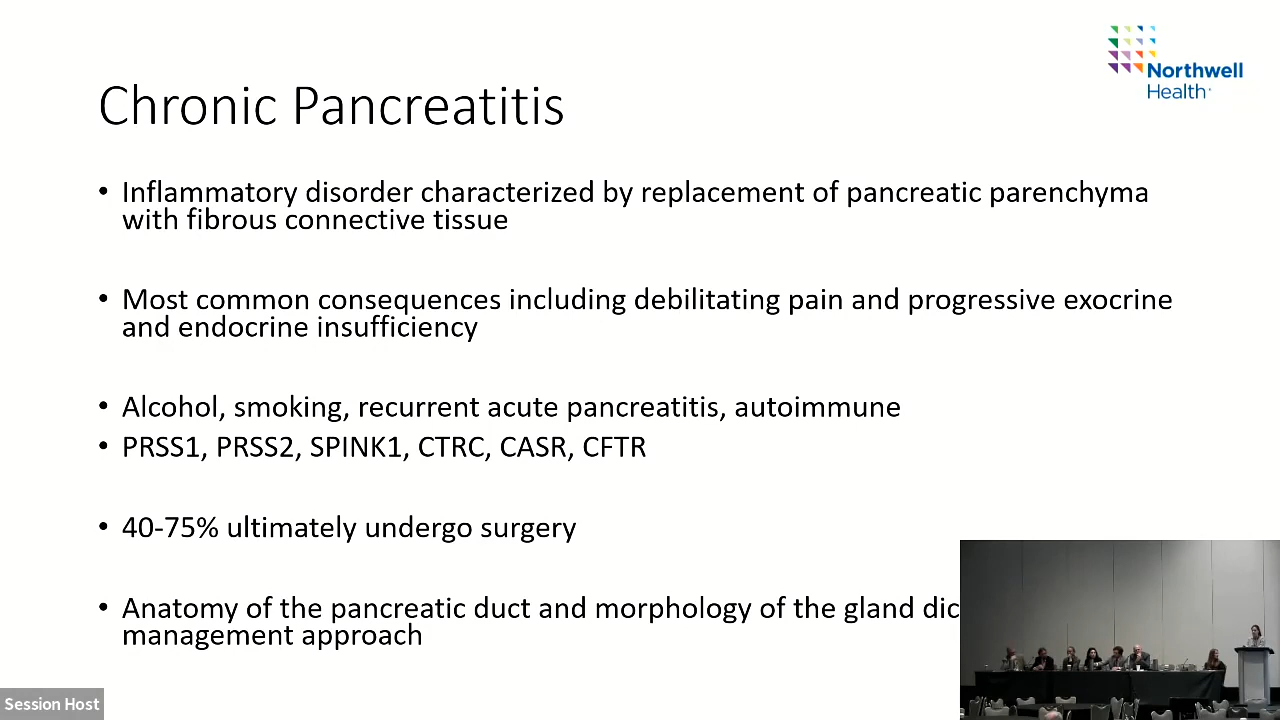 Northwell
Health
Chronic Pancreatitis
• Inflammatory disorder characterized by replacement of pancreatic parenchyma
with fibrous connective tissue
• Most common consequences including debilitating pain and progressive exocrine
and endocrine insufficiency
• Alcohol, smoking, recurrent acute pancreatitis, autoimmune
• PRSS1, PRSS2, SPINK1, CTRC, CASR, CFTR
• 40-75% ultimately undergo surgery
• Anatomy of the pancreatic duct and morphology of the gland dic
management approach
Session Host